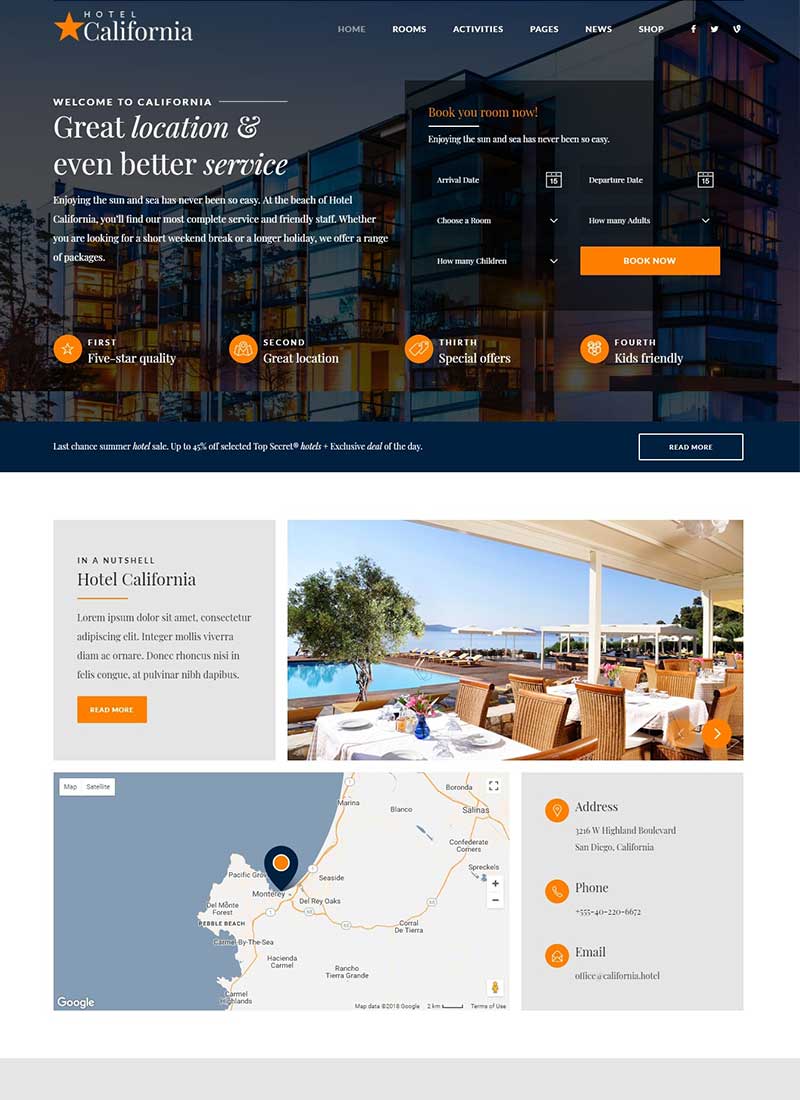 HOTEL
California
HOME ROOMS ACTIVITIES PAGES NEWS SHOP
WELCOME TO CALIFORNIA
Great location &
even better service
Enjoying the sun and sea has never been so easy. At the beach of Hotel
California, you'll find our most complete service and friendly staff. Whether
you are looking for a short weekend break or a longer holiday, we offer a range
of packages.
Book you room now!
Enjoying the sun and sea has never been so easy.
Arrival Date 15 Departure Date 15
Choose a Room How many Adults
How many Children BOOK NOW
FIRST
Five-star quality
SECOND
Great location
THIRTH
Special offers
FOURTH
Kids friendly
Last chance summer hotel sale. Up to 45% off selected Top Secret® hotels + Exclusive deal of the day.
READ MORE
IN A NUTSHELL
Hotel California
Lorem ipsum dolor sit amet, consectetur
adipiscing elit. Integer mollis viverra
diam ac ornare. Donec rhoncus nisi in
felis congue, at pulvinar nibh dapibus.
READ MORE
Map Satellite
Boronda
Marina
Blanco
Salinas
Confederate
Corners
Spreckels
Pacific Gro
Seaside
Monterey
Del Rey Oaks
Del Monte
Forest
PEBBLE BEACH
Corral
De Tierra
Carmel-By-The-Sea
Hacienda
Carmel
Rancho
Tierra Grande
Carmel
Highlands
Google
Map data ©2018 Google 2 km Terms of Use
Address
3216 W Highland Boulevard
San Diego, California
Phone
+555-40-220-6672
Email
office@california.hotel